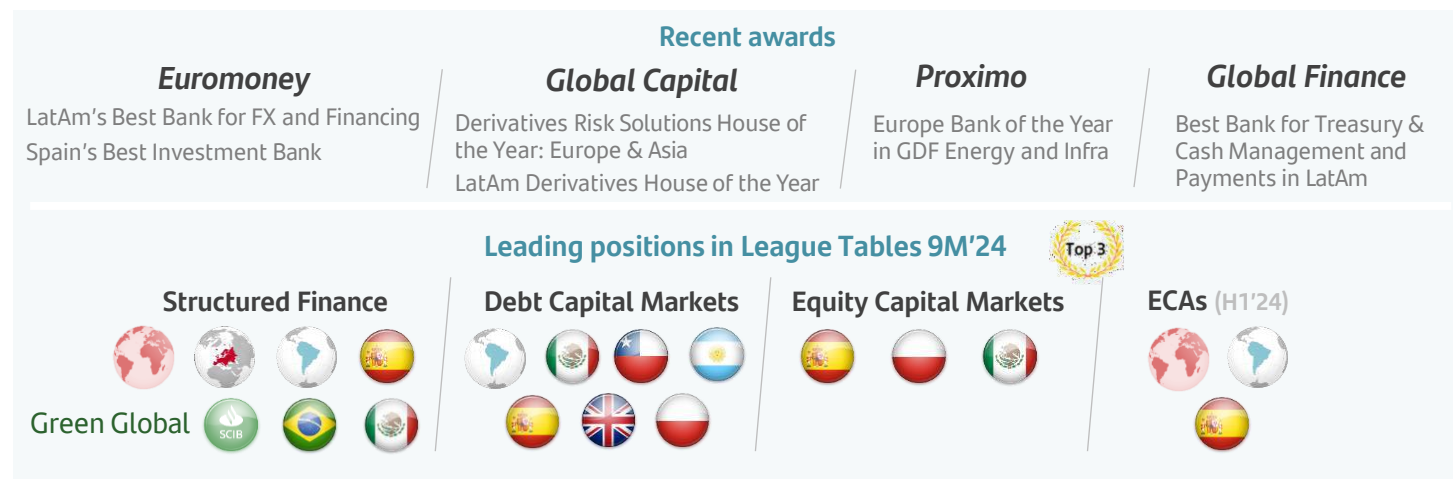 Recent awards
Euromoney
LatAm's Best Bank for FX and Financing
Spain's Best Investment Bank
Global Capital
Derivatives Risk Solutions House of
the Year: Europe & Asia
LatAm Derivatives House of the Year
Proximo
Europe Bank of the Year
in GDF Energy and Infra
Global Finance
Best Bank for Treasury &
Cash Management and
Payments in LatAm
Leading positions in League Tables 9M'24
Top 3
Structured Finance
Green Global
SCIB
Debt Capital Markets
Equity Capital Markets
ECAs (H1'24)